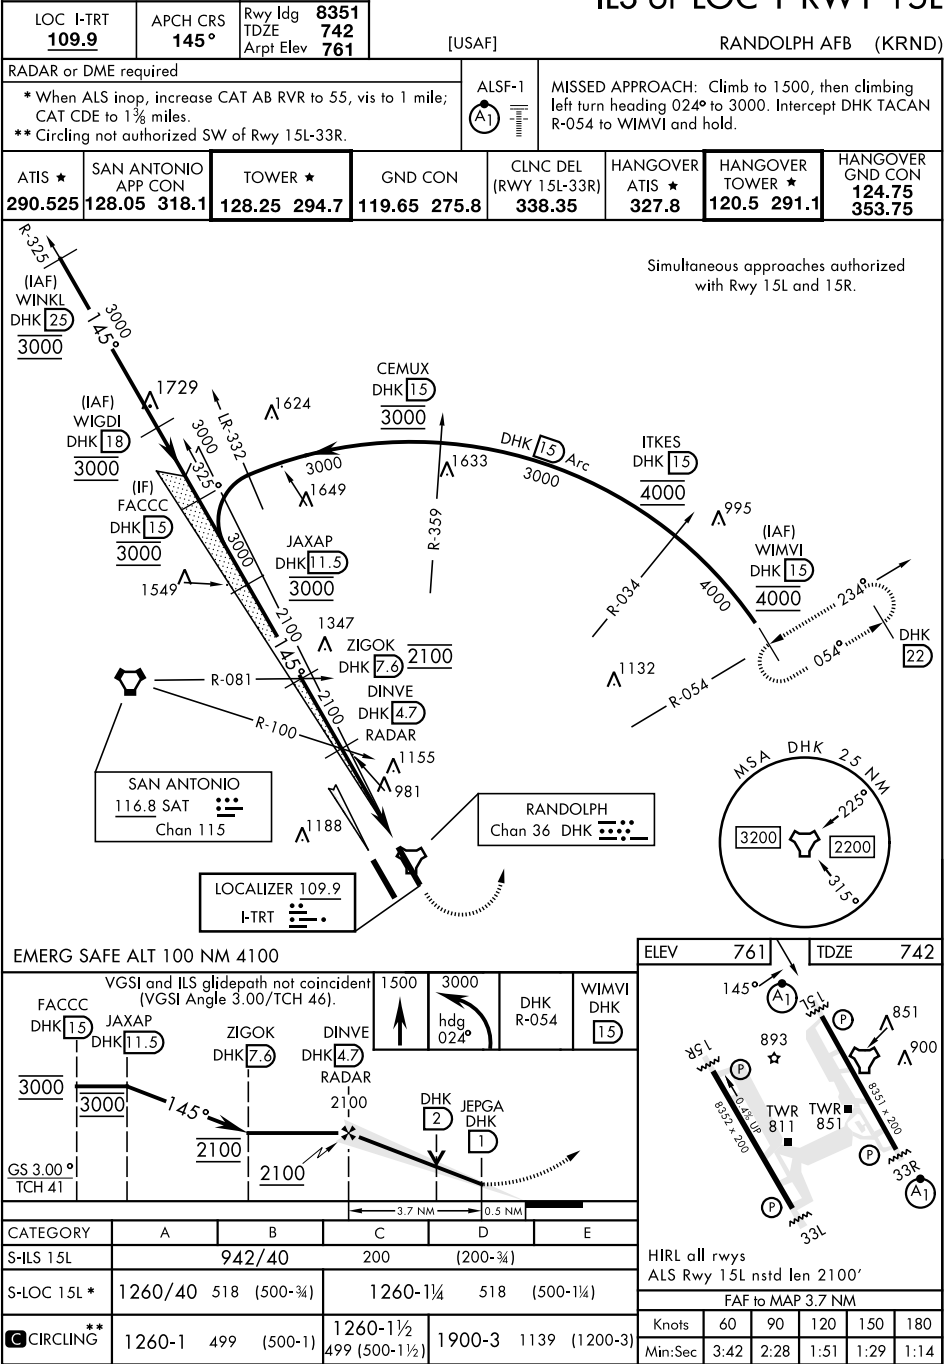 ILS or LOC Y RWY 15L
LOC I-TRT
109.9
APCH CRS
145°
Rwy ldg 8351
TDZE 742
Arpt Elev 761
[USAF]
RANDOLPH AFB (KRND)
RADAR or DME required
* When ALS inop, increase CAT AB RVR to 55, vis to 1 mile;
CAT CDE to 1⅜ miles.
** Circling not authorized SW of Rwy 15L-33R.
ALSF-1
A1
MISSED APPROACH: Climb to 1500, then climbing
left turn heading 024° to 3000. Intercept DHK TACAN
R-054 to WIMVI and hold.
ATIS ★
290.525
SAN ANTONIO
APP CON
128.05 318.1
TOWER ★
128.25 294.7
GND CON
119.65 275.8
CLNC DEL
(RWY 15L-33R)
338.35
HANGOVER
ATIS ★
327.8
HANGOVER
TOWER ★
120.5 291.1
HANGOVER
GND CON
124.75
353.75
Simultaneous approaches authorized
with Rwy 15L and 15R.
R-325
(IAF)
WINKL
DHK 25
3000
3000
145°
1729
(IAF)
WIGDI
DHK 18
3000
3000
325°
LR-332
1624
CEMUX
DHK 15
3000
1633
DHK 15 Arc
3000
3000
1649
R-359
ITKES
DHK 15
4000
995
(IAF)
WIMVI
DHK 15
4000
4000
R-034
234°
054°
DHK
22
R-054
1132
(IF)
FACCC
DHK 15
3000
3000
JAXAP
DHK 11.5
3000
1549
2100
1347
145°
ZIGOK
DHK 7.6 2100
2100
DINVE
DHK 4.7
RADAR
R-081
R-100
1155
981
1188
SAN ANTONIO
116.8 SAT
Chan 115
RANDOLPH
Chan 36 DHK
LOCALIZER 109.9
I-TRT
MSA DHK 25 NM
225°
3200
2200
315°
EMERG SAFE ALT 100 NM 4100
VGSI and ILS glidepath not coincident
(VGSI Angle 3.00/TCH 46).
1500
3000
hdg
024°
DHK
R-054
WIMVI
DHK
15
FACCC
DHK 15
JAXAP
DHK 11.5
ZIGOK
DHK 7.6
DINVE
DHK 4.7
RADAR
2100
DHK
2
JEPGA
DHK
1
3000
3000
145°
2100
2100
GS 3.00°
TCH 41
3.7 NM
0.5 NM
ELEV 761
TDZE 742
145°
A1
15L
P
851
893
900
15R
P
0.4% UP
8352 x 200
8351 x 200
TWR
811
TWR
851
P
33R
A1
P
33L
HIRL all rwys
ALS Rwy 15L nstd len 2100'
CATEGORY A B C D E
S-ILS 15L 942/40 200 (200-¾)
S-LOC 15L * 1260/40 518 (500-¾) 1260-1¼ 518 (500-1¼)
C CIRCLING ** 1260-1 499 (500-1) 1260-1½ 499 (500-1½) 1900-3 1139 (1200-3)
FAF to MAP 3.7 NM
Knots 60 90 120 150 180
Min:Sec 3:42 2:28 1:51 1:29 1:14